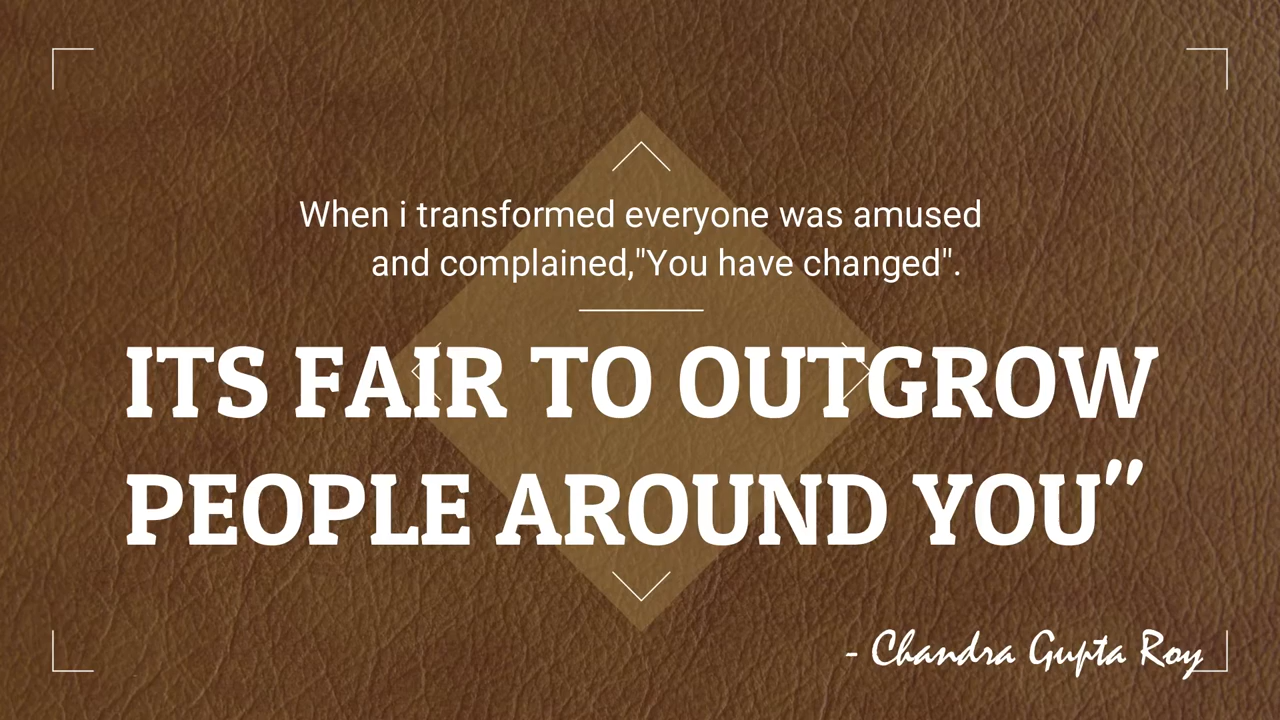 When i transformed everyone was amused
and complained,"You have changed".
ITS FAIR TO OUTGROW
PEOPLE AROUND YOU”
- Chandra Gupta Roy